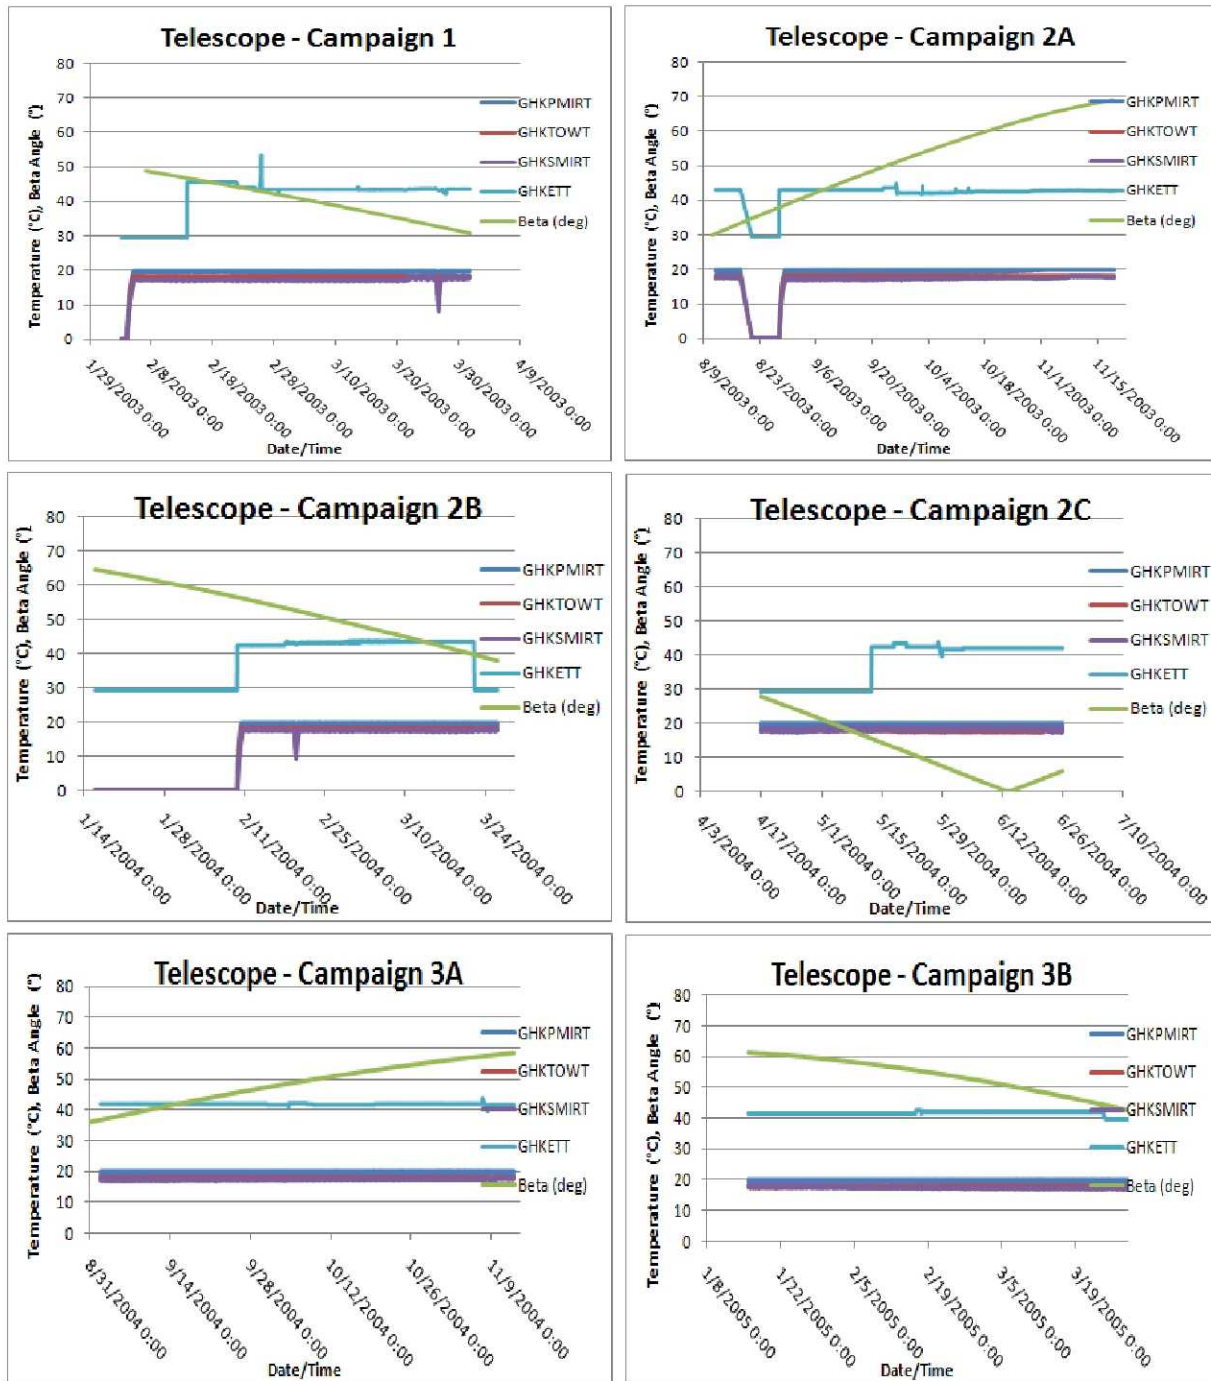 Telescope - Campaign 1
Temperature (°C), Beta Angle (°)
80
70
60
50
40
30
20
10
0
GHKPMIRT
GHKTOWT
GHKSMIRT
GHKETT
Beta (deg)
1/29/2003 0:00
2/8/2003 0:00
2/18/2003 0:00
2/28/2003 0:00
3/10/2003 0:00
3/20/2003 0:00
3/30/2003 0:00
4/9/2003 0:00
Date/Time
Telescope - Campaign 2A
Temperature (°C), Beta Angle (°)
80
70
60
50
40
30
20
10
0
GHKPMIRT
GHKTOWT
GHKSMIRT
GHKETT
Beta (deg)
8/9/2003 0:00
8/23/2003 0:00
9/6/2003 0:00
9/20/2003 0:00
10/4/2003 0:00
10/18/2003 0:00
11/1/2003 0:00
11/15/2003 0:00
Date/Time
Telescope - Campaign 2B
Temperature (°C), Beta Angle (°)
80
70
60
50
40
30
20
10
0
GHKPMIRT
GHKTOWT
GHKSMIRT
GHKETT
Beta (deg)
1/14/2004 0:00
1/28/2004 0:00
2/11/2004 0:00
2/25/2004 0:00
3/10/2004 0:00
3/24/2004 0:00
Date/Time
Telescope - Campaign 2C
Temperature (°C), Beta Angle (°)
80
70
60
50
40
30
20
10
0
GHKPMIRT
GHKTOWT
GHKSMIRT
GHKETT
Beta (deg)
4/3/2004 0:00
4/17/2004 0:00
5/1/2004 0:00
5/15/2004 0:00
5/29/2004 0:00
6/12/2004 0:00
6/26/2004 0:00
7/10/2004 0:00
Date/Time
Telescope - Campaign 3A
Temperature (°C), Beta Angle (°)
80
70
60
50
40
30
20
10
0
GHKPMIRT
GHKTOWT
GHKSMIRT
GHKETT
Beta (deg)
8/31/2004 0:00
9/14/2004 0:00
9/28/2004 0:00
10/12/2004 0:00
10/26/2004 0:00
11/9/2004 0:00
Date/Time
Telescope - Campaign 3B
Temperature (°C), Beta Angle (°)
80
70
60
50
40
30
20
10
0
GHKPMIRT
GHKTOWT
GHKSMIRT
GHKETT
Beta (deg)
1/8/2005 0:00
1/22/2005 0:00
2/5/2005 0:00
2/19/2005 0:00
3/5/2005 0:00
3/19/2005 0:00
Date/Time